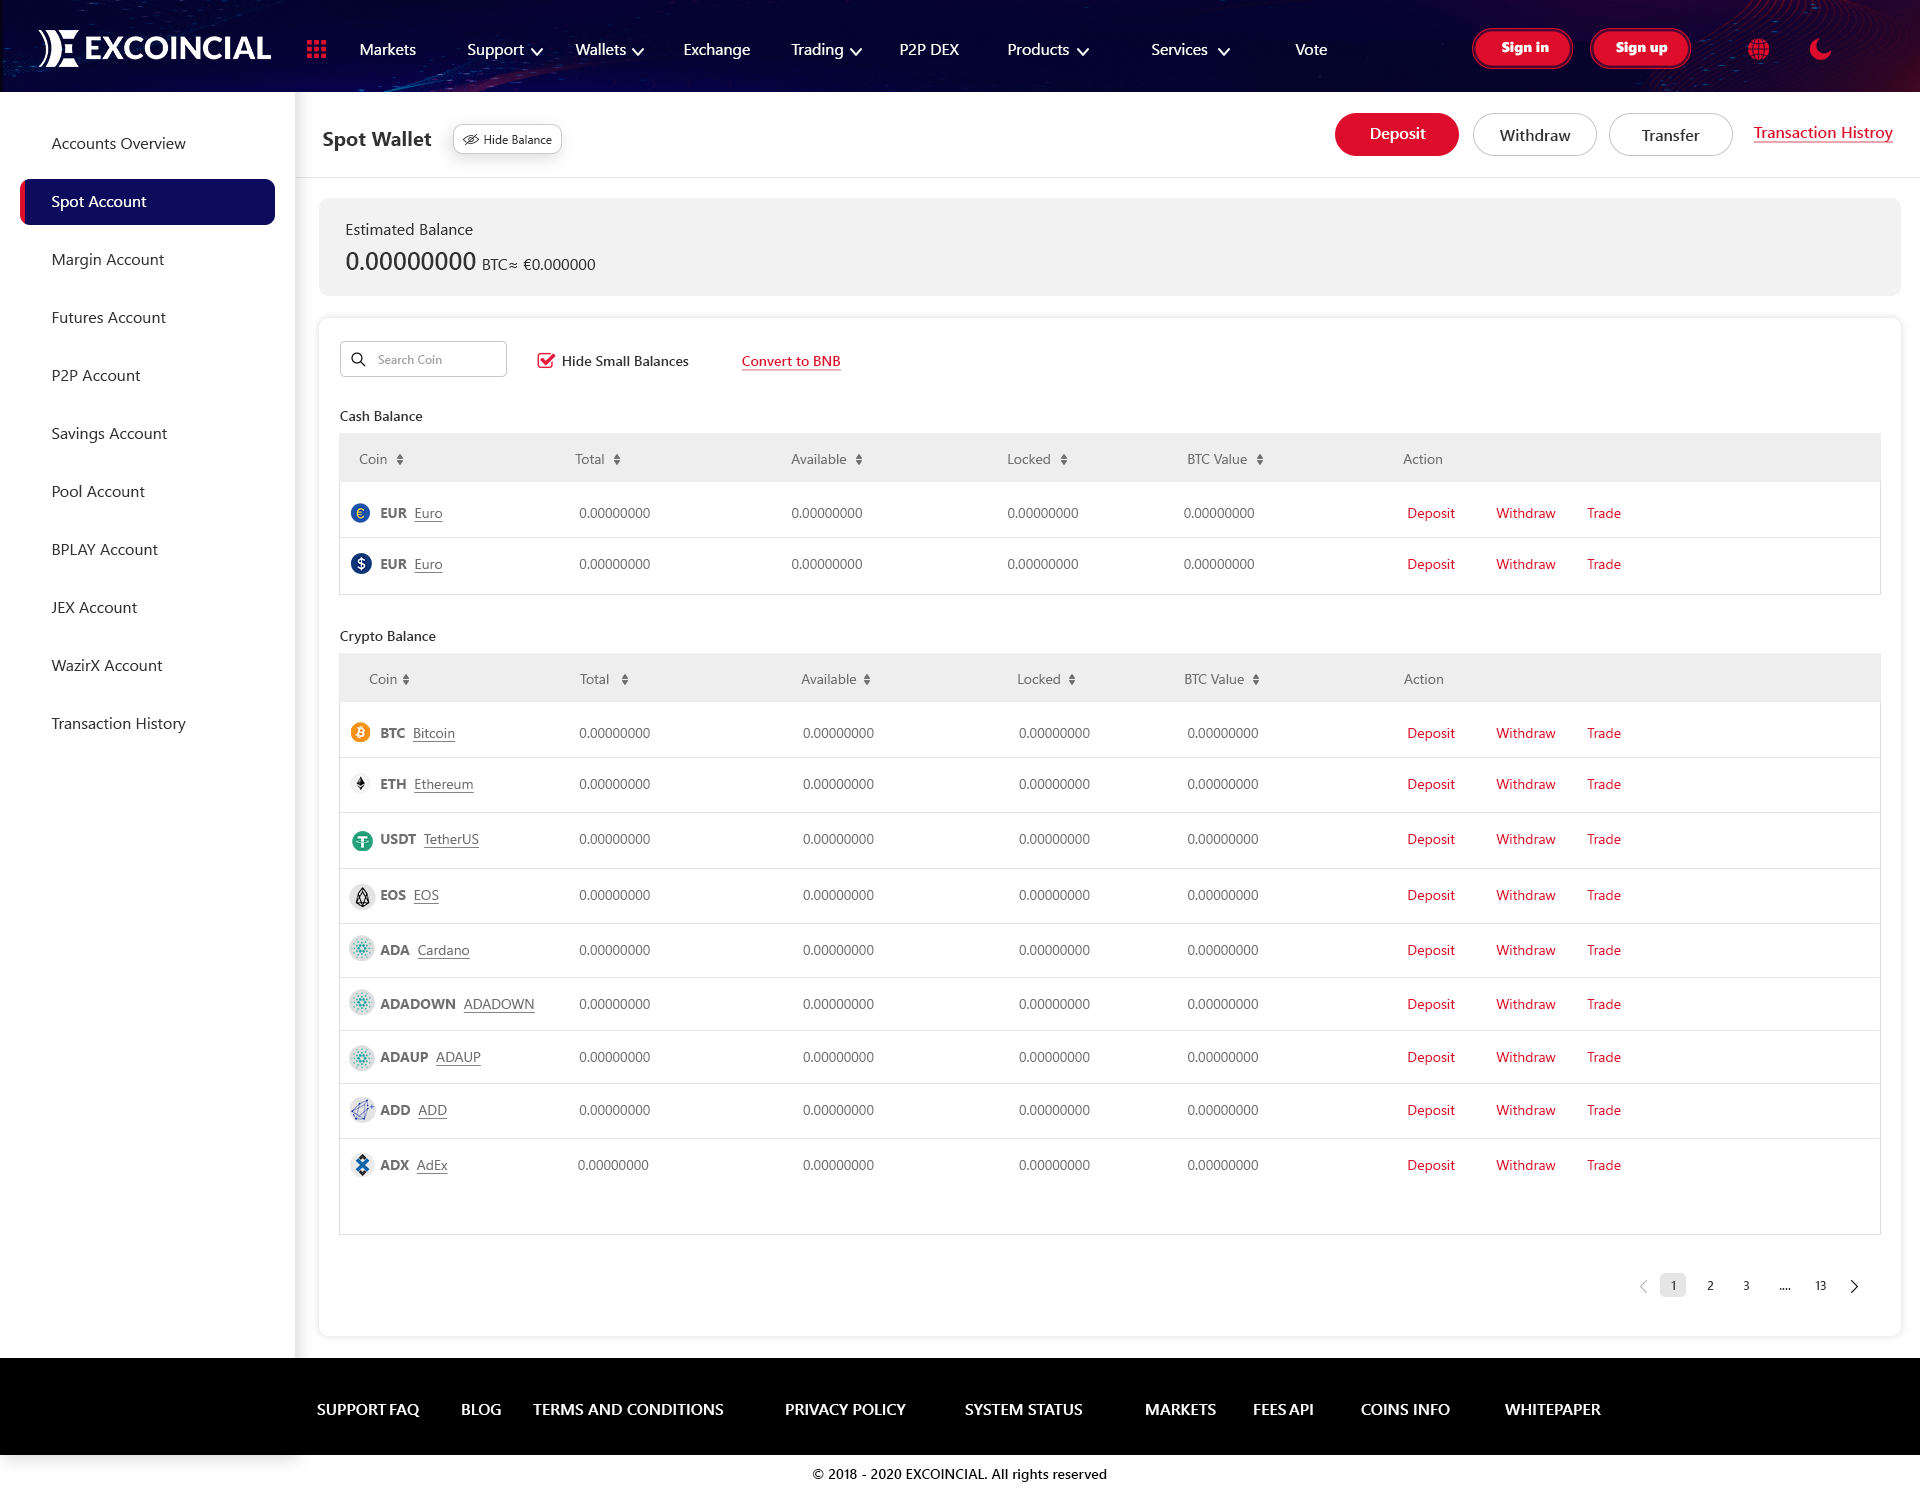 EXCOINCIAL Markets Support Wallets Exchange Trading P2P DEX Products Services Vote Sign in Sign up
Accounts Overview
Spot Account
Margin Account
Futures Account
P2P Account
Savings Account
Pool Account
BPLAY Account
JEX Account
WazirX Account
Transaction History
Spot Wallet Hide Balance Deposit Withdraw Transfer Transaction Histroy
Estimated Balance
0.00000000 BTC≈ €0.000000
Search Coin Hide Small Balances Convert to BNB
Cash Balance
Coin Total Available Locked BTC Value Action
€ EUR Euro 0.00000000 0.00000000 0.00000000 0.00000000 Deposit Withdraw Trade
$ EUR Euro 0.00000000 0.00000000 0.00000000 0.00000000 Deposit Withdraw Trade
Crypto Balance
Coin Total Available Locked BTC Value Action
BTC Bitcoin 0.00000000 0.00000000 0.00000000 0.00000000 Deposit Withdraw Trade
ETH Ethereum 0.00000000 0.00000000 0.00000000 0.00000000 Deposit Withdraw Trade
USDT TetherUS 0.00000000 0.00000000 0.00000000 0.00000000 Deposit Withdraw Trade
EOS EOS 0.00000000 0.00000000 0.00000000 0.00000000 Deposit Withdraw Trade
ADA Cardano 0.00000000 0.00000000 0.00000000 0.00000000 Deposit Withdraw Trade
ADADOWN ADADOWN 0.00000000 0.00000000 0.00000000 0.00000000 Deposit Withdraw Trade
ADAUP ADAUP 0.00000000 0.00000000 0.00000000 0.00000000 Deposit Withdraw Trade
ADD ADD 0.00000000 0.00000000 0.00000000 0.00000000 Deposit Withdraw Trade
ADX AdEx 0.00000000 0.00000000 0.00000000 0.00000000 Deposit Withdraw Trade
1 2 3 .... 13
SUPPORT FAQ BLOG TERMS AND CONDITIONS PRIVACY POLICY SYSTEM STATUS MARKETS FEES API COINS INFO WHITEPAPER
© 2018 - 2020 EXCOINCIAL. All rights reserved